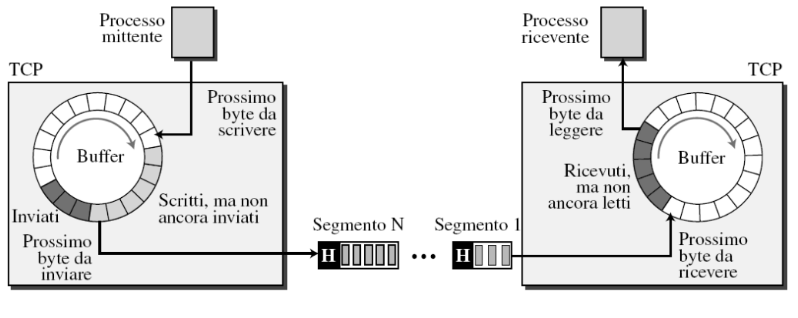 Processo
mittente
TCP
Prossimo
byte da
scrivere
Buffer
Scritti, ma non
ancora inviati
Inviati
Prossimo
byte da
inviare
Segmento N
H
...
Segmento 1
H
Processo
ricevente
TCP
Prossimo
byte da
leggere
Buffer
Ricevuti,
ma non
ancora letti
Prossimo
byte da
ricevere